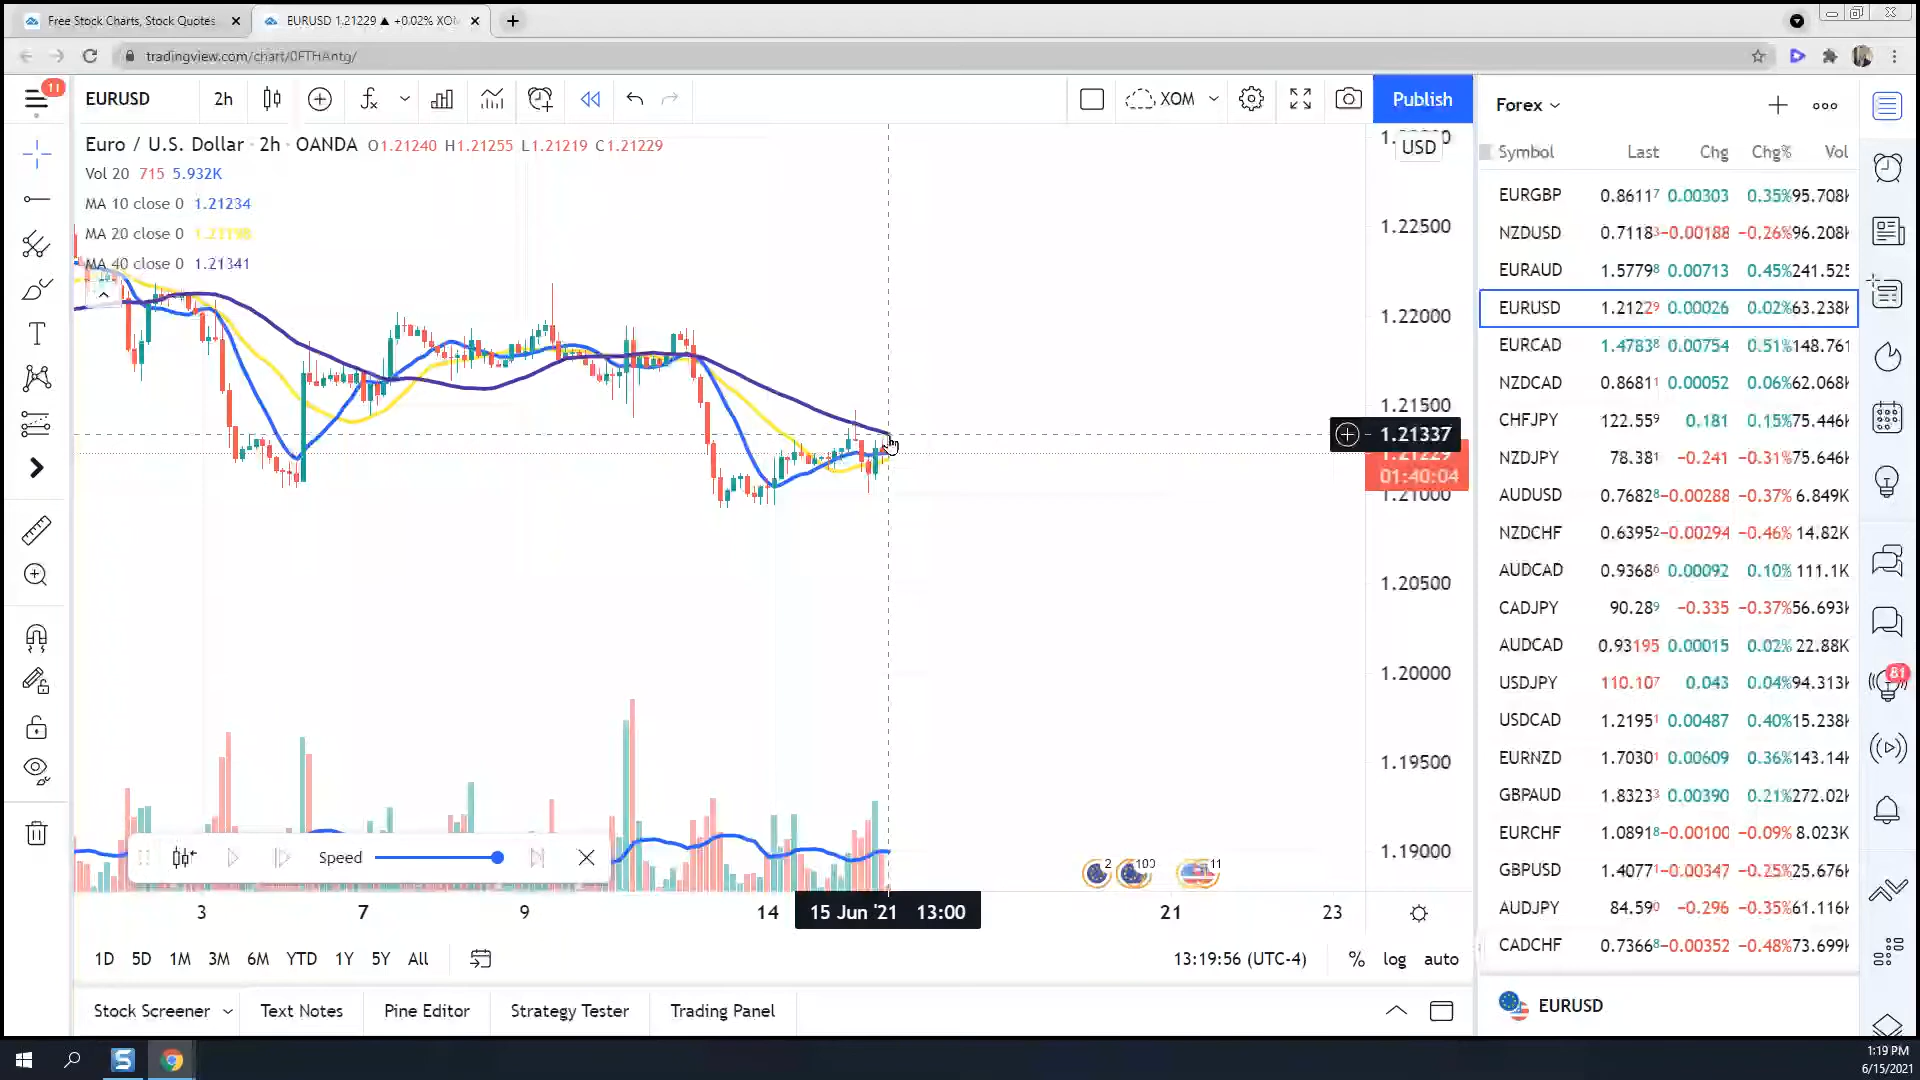 Free Stock Charts, Stock Quotes
EURUSD 1.21229 ▲ +0.02% XOM
tradingview.com/chart/0FTHAntg/
11
EURUSD 2h XOM Publish
Euro / U.S. Dollar · 2h · OANDA O1.21240 H1.21255 L1.21219 C1.21229
Vol 20 715 5.932K
MA 10 close 0 1.21234
MA 20 close 0 1.21198
MA 40 close 0 1.21341
USD
1.22500
1.22000
1.21500
1.21337
1.21229
01:40:04
1.21000
1.20500
1.20000
1.19500
1.19000
Speed
2 100 11
3 7 9 14 15 Jun '21 13:00 21 23
1D 5D 1M 3M 6M YTD 1Y 5Y All
13:19:56 (UTC-4) % log auto
Stock Screener Text Notes Pine Editor Strategy Tester Trading Panel
Forex
Symbol Last Chg Chg% Vol
EURGBP 0.86117 0.00303 0.35% 95.708K
NZDUSD 0.71183 −0.00188 −0.26% 96.208K
EURAUD 1.57798 0.00713 0.45% 241.525
EURUSD 1.21229 0.00026 0.02% 63.238K
EURCAD 1.47838 0.00754 0.51% 148.761
NZDCAD 0.86811 0.00052 0.06% 62.068K
CHFJPY 122.559 0.181 0.15% 75.446K
NZDJPY 78.381 −0.241 −0.31% 75.646K
AUDUSD 0.76828 −0.00288 −0.37% 6.849K
NZDCHF 0.63952 −0.00294 −0.46% 14.82K
AUDCAD 0.93686 0.00092 0.10% 111.1K
CADJPY 90.289 −0.335 −0.37% 56.693K
AUDCAD 0.93195 0.00015 0.02% 22.88K
USDJPY 110.107 0.043 0.04% 94.313K
USDCAD 1.21951 0.00487 0.40% 15.238K
EURNZD 1.70301 0.00609 0.36% 143.14K
GBPAUD 1.83233 0.00390 0.21% 272.02K
EURCHF 1.08918 −0.00100 −0.09% 8.023K
GBPUSD 1.40771 −0.00347 −0.25% 25.676K
AUDJPY 84.590 −0.296 −0.35% 61.116K
CADCHF 0.73668 −0.00352 −0.48% 73.699K
EURUSD
81
1:19 PM
6/15/2021